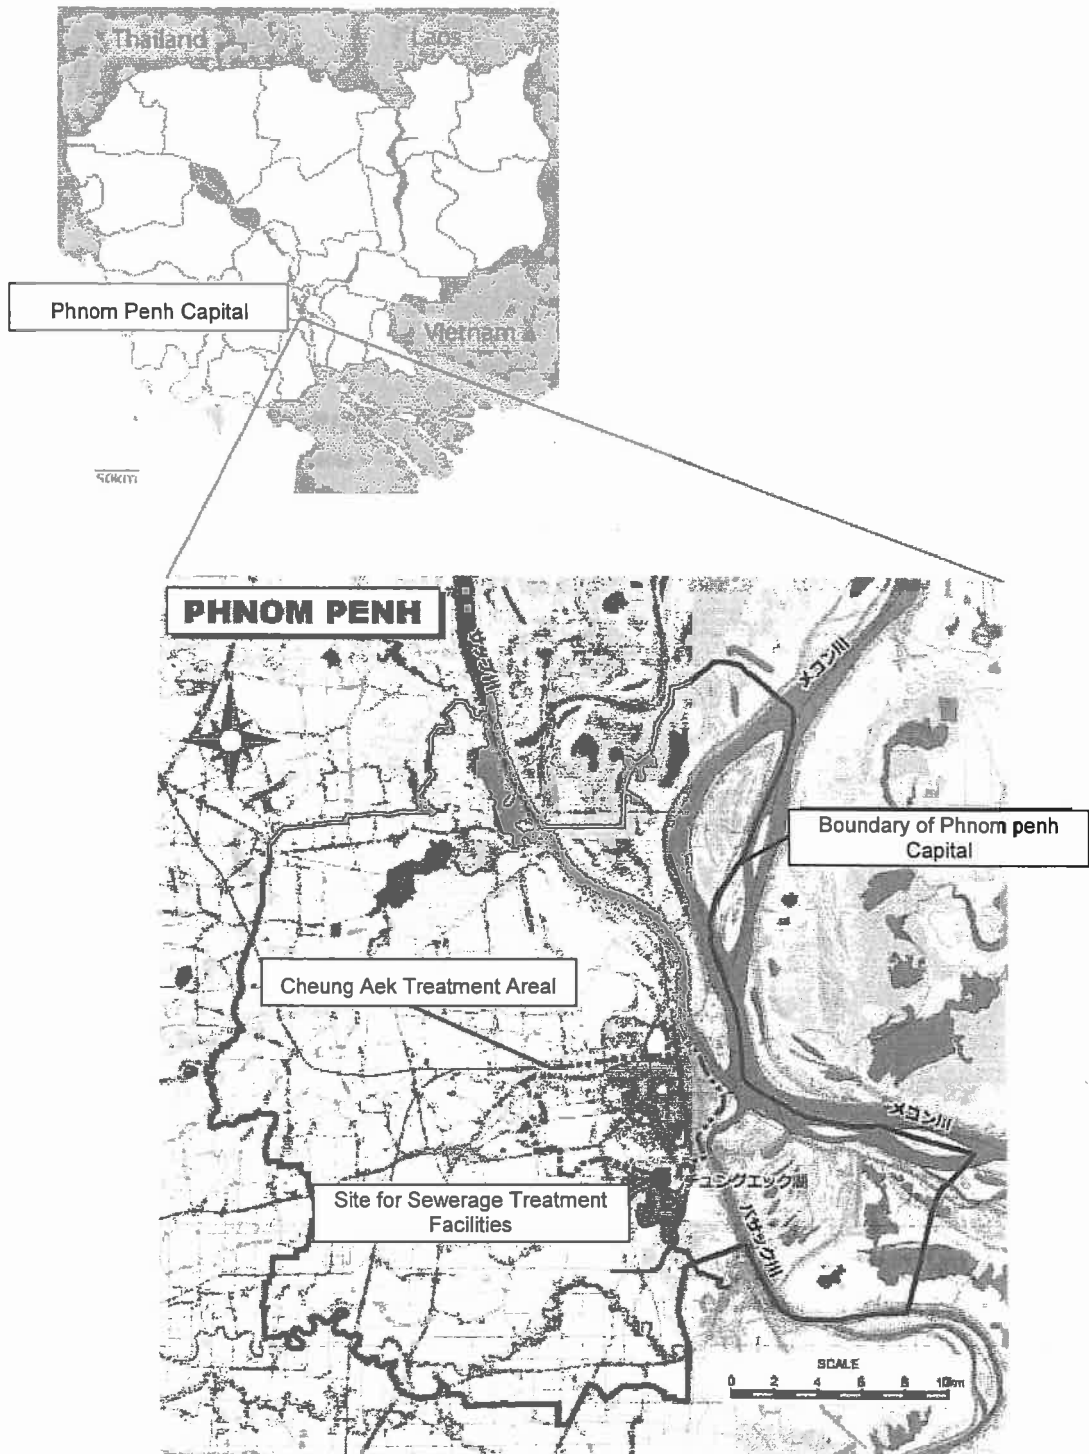 Thailand
Laos
Phnom Penh Capital
Vietnam
50km
PHNOM PENH
メコン川
Boundary of Phnom penh
Capital
Cheung Aek Treatment Areal
メコン川
チュングエック湖
Site for Sewerage Treatment
Facilities
バサック川
SCALE
0 2 4 6 8 10km